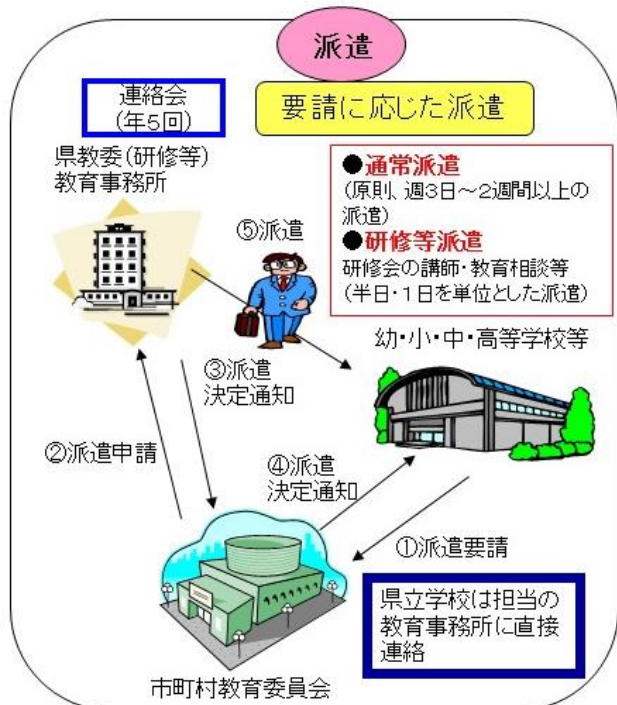 派遣
連絡会
(年5回)
要請に応じた派遣
県教委(研修等)
教育事務所
●通常派遣
(原則、週3日～2週間以上の
派遣)
●研修等派遣
研修会の講師・教育相談等
(半日・1日を単位とした派遣)
⑤派遣
幼・小・中・高等学校等
③派遣
決定通知
②派遣申請
④派遣
決定通知
①派遣要請
県立学校は担当の
教育事務所に直接
連絡
市町村教育委員会